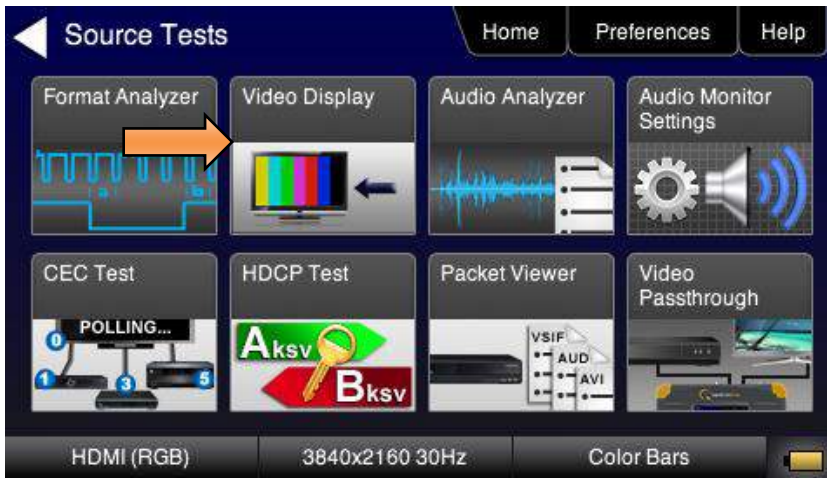 Source Tests
Home
Preferences
Help
Format Analyzer
Video Display
Audio Analyzer
Audio Monitor
Settings
CEC Test
HDCP Test
Packet Viewer
Video
Passthrough
POLLING...
0
1
3
5
Aksv
Bksv
VSIF
AUD
AVI
HDMI (RGB)
3840x2160 30Hz
Color Bars